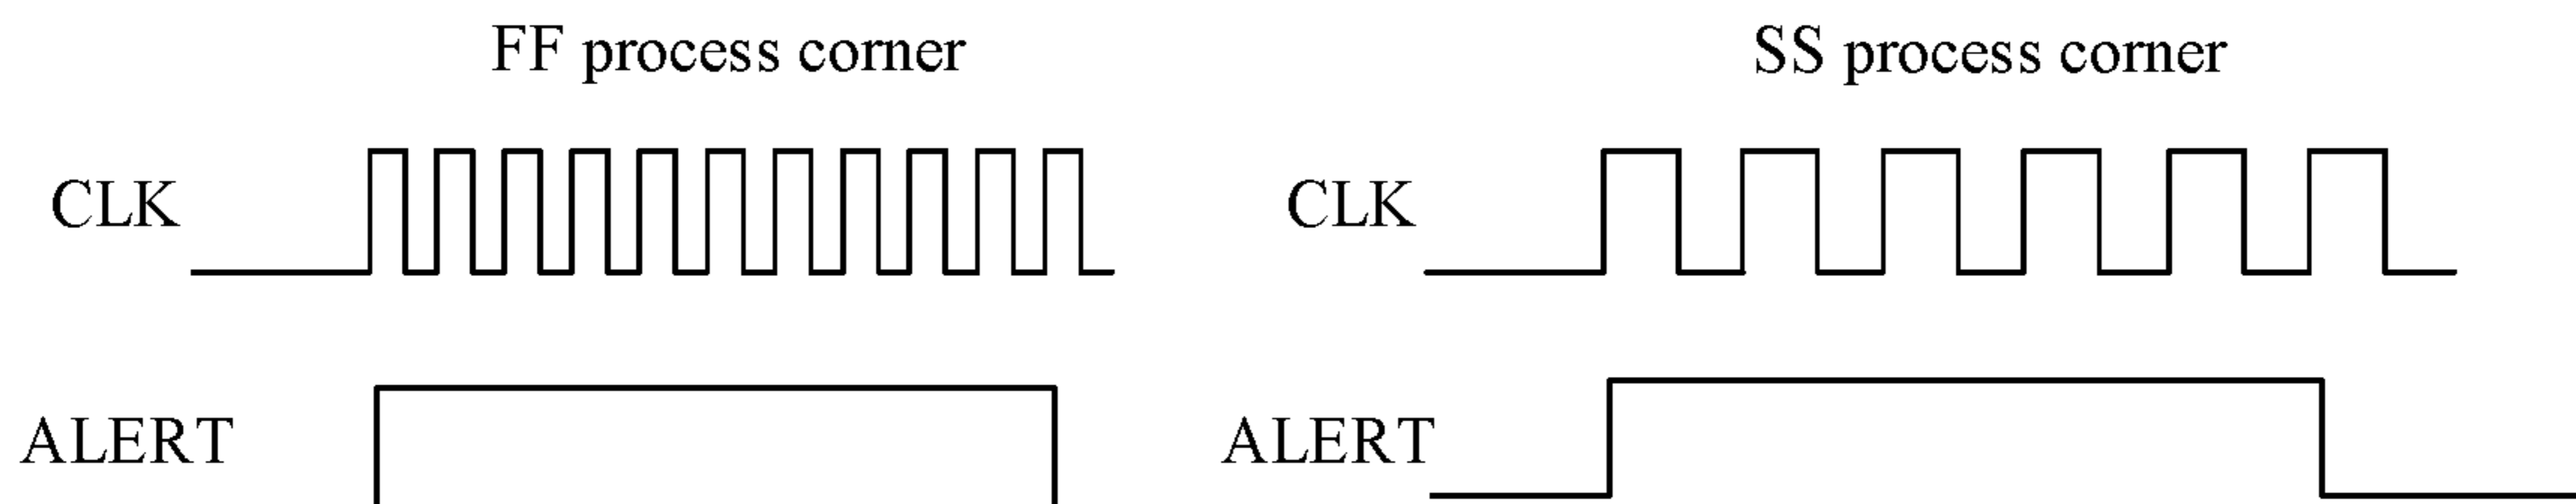 FF process corner
CLK
ALERT
SS process corner
CLK
ALERT